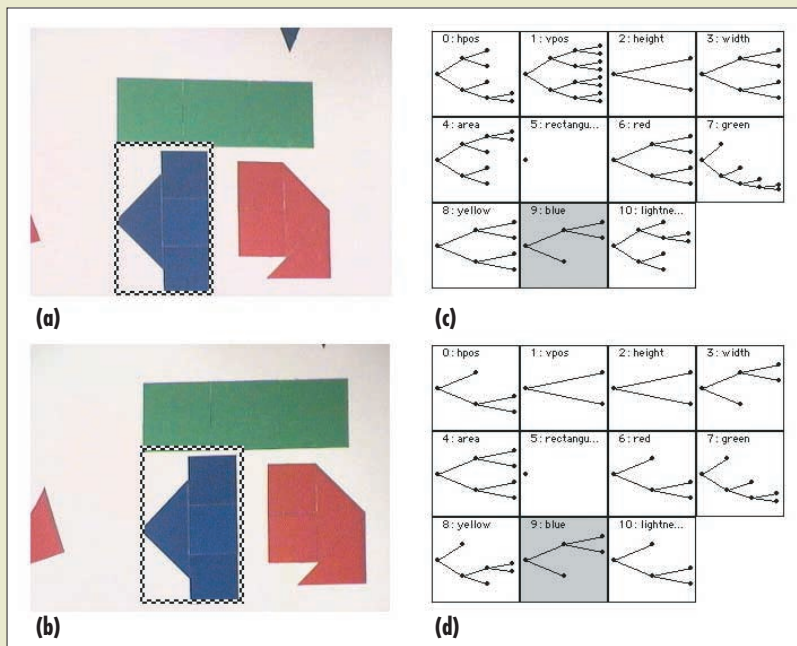 0: hpos
1: vpos
2: height
3: width
4: area
5: rectangu...
6: red
7: green
8: yellow
9: blue
10: lightne...
(a)
(c)
0: hpos
1: vpos
2: height
3: width
4: area
5: rectangu...
6: red
7: green
8: yellow
9: blue
10: lightne...
(b)
(d)